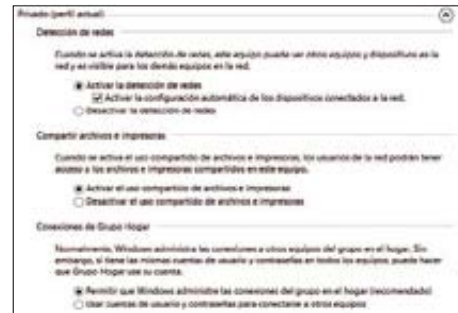 Privado (perfil actual)
Detección de redes
Cuando se activa la detección de redes, este equipo puede ver otros equipos y dispositivos en la
red y es visible para los demás equipos en la red.
Activar la detección de redes
Activar la configuración automática de los dispositivos conectados a la red.
Desactivar la detección de redes
Compartir archivos e impresoras
Cuando se activa el uso compartido de archivos e impresoras, los usuarios de la red podrán tener
acceso a los archivos e impresoras compartidos en este equipo.
Activar el uso compartido de archivos e impresoras
Desactivar el uso compartido de archivos e impresoras
Conexiones de Grupo Hogar
Normalmente, Windows administra las conexiones a otros equipos del grupo en el hogar. Sin
embargo, si tiene las mismas cuentas de usuario y contraseñas en todos los equipos, puede hacer
que Grupo Hogar use su cuenta.
Permitir que Windows administre las conexiones del grupo en el hogar (recomendado)
Usar cuentas de usuario y contraseñas para conectarse a otros equipos